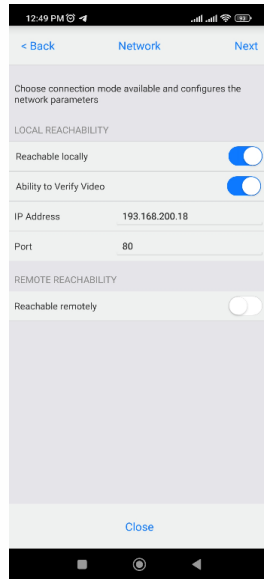 12:49 PM
< Back Network Next
Choose connection mode available and configures the
network parameters
LOCAL REACHABILITY
Reachable locally
Ability to Verify Video
IP Address 193.168.200.18
Port 80
REMOTE REACHABILITY
Reachable remotely
Close